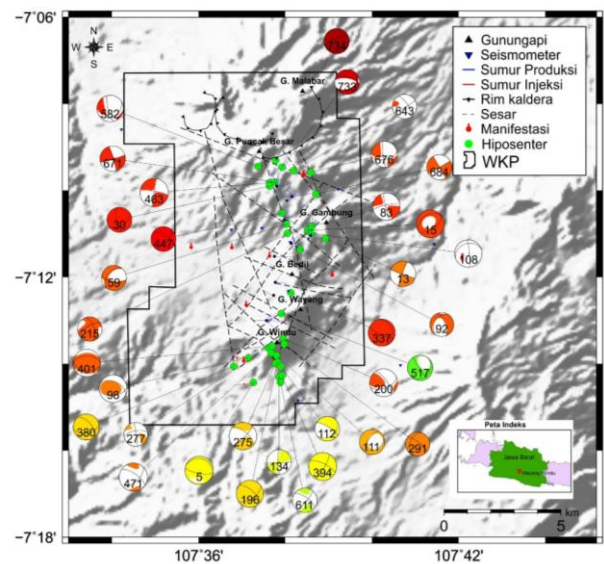 −7°06'
−7°12'
−7°18'
107°36'
107°42'
N
W E
S
Gunungapi
Seismometer
Sumur Produksi
Sumur Injeksi
Rim kaldera
Sesar
Manifestasi
Hiposenter
WKP
734
732
G. Malabar
582
643
G. Puncak Besar
671
676
684
463
83
30
G. Gambung
15
447
108
G. Bedil
13
59
G. Wayang
215
337
92
G. Windu
401
517
98
200
380
277
275
112
111
291
471
5
134
394
196
611
Peta Indeks
Jawa Barat
0 5
km